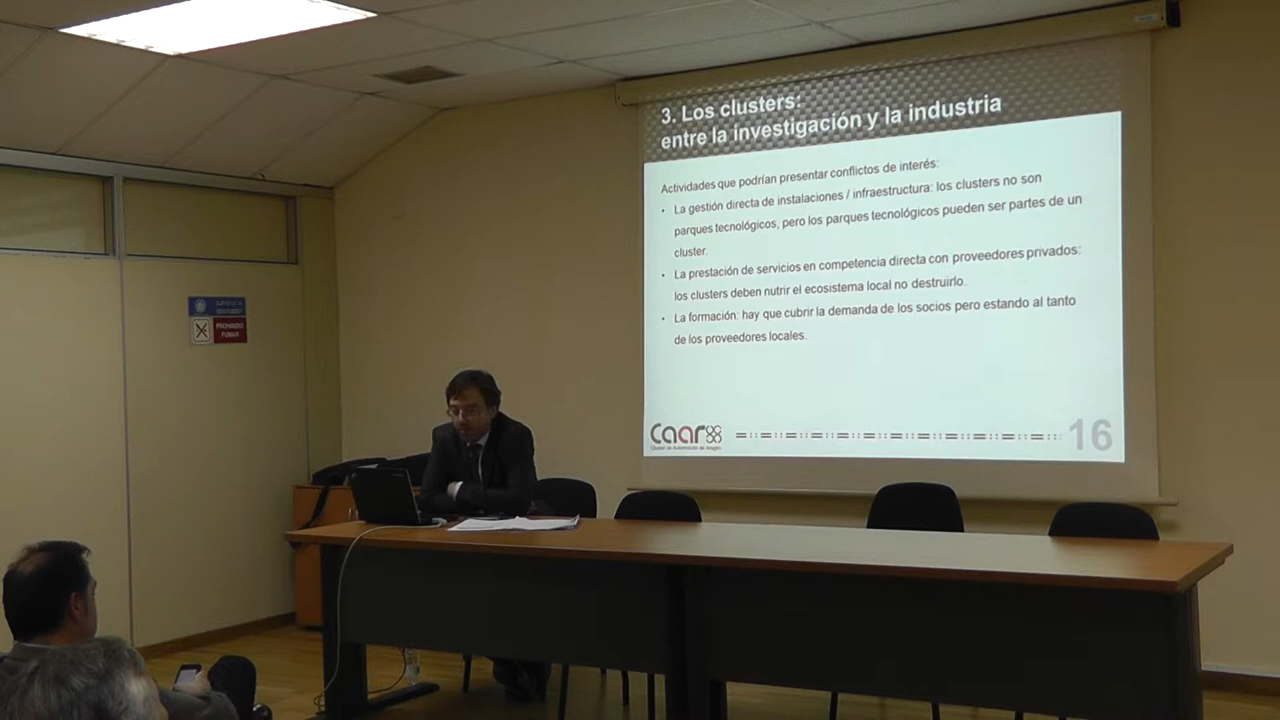 3. Los clusters:
entre la investigación y la industria
Actividades que podrían presentar conflictos de interés:
• La gestión directa de instalaciones / infraestructura: los clusters no son
parques tecnológicos, pero los parques tecnológicos pueden ser partes de un
cluster.
• La prestación de servicios en competencia directa con proveedores privados:
los clusters deben nutrir el ecosistema local no destruirlo.
• La formación: hay que cubrir la demanda de los socios pero estando al tanto
de los proveedores locales.
caar
Cluster de Automoción de Aragón
16
PROHIBIDO
FUMAR